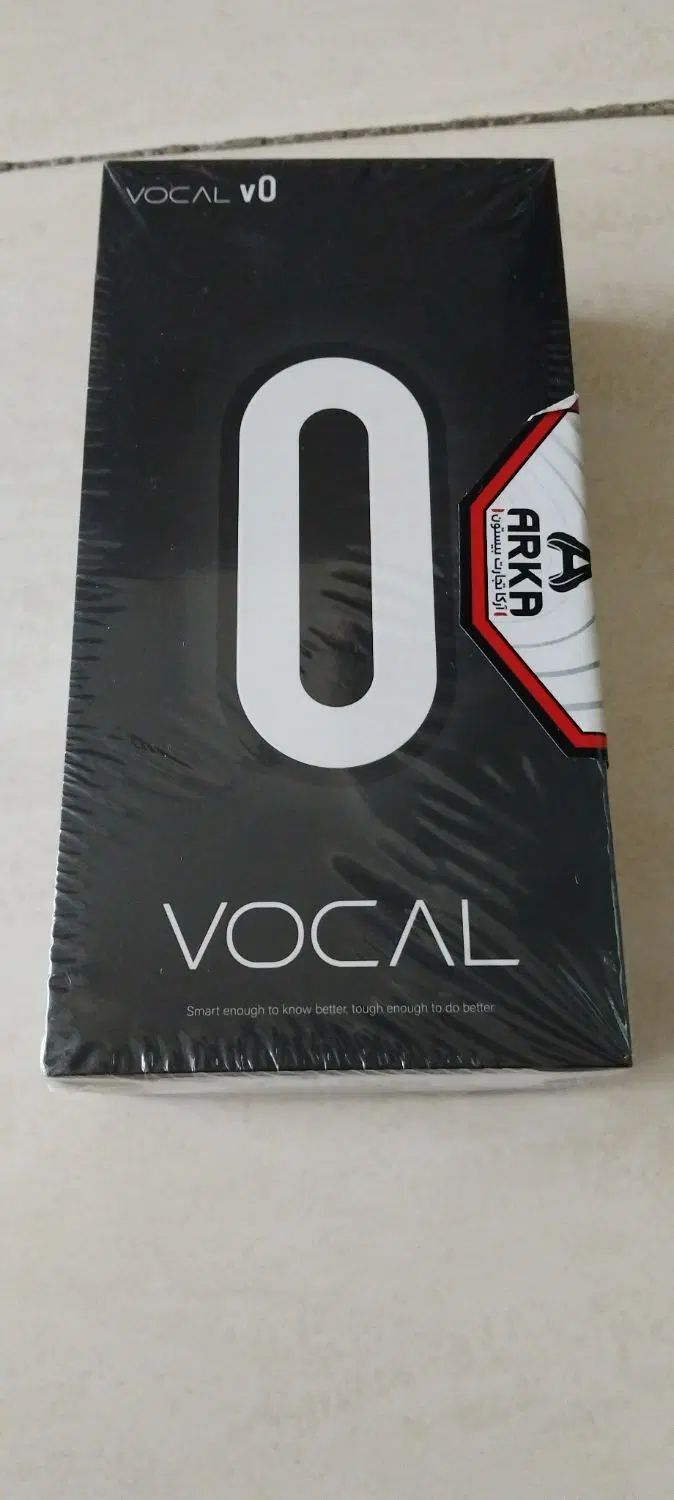 VOCAL v0
0
ARKA
آرکا تجارت بیستون
VOCAL
Smart enough to know better, tough enough to do better